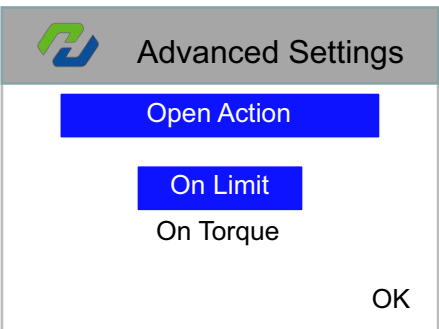 Advanced Settings
Open Action
On Limit
On Torque
OK